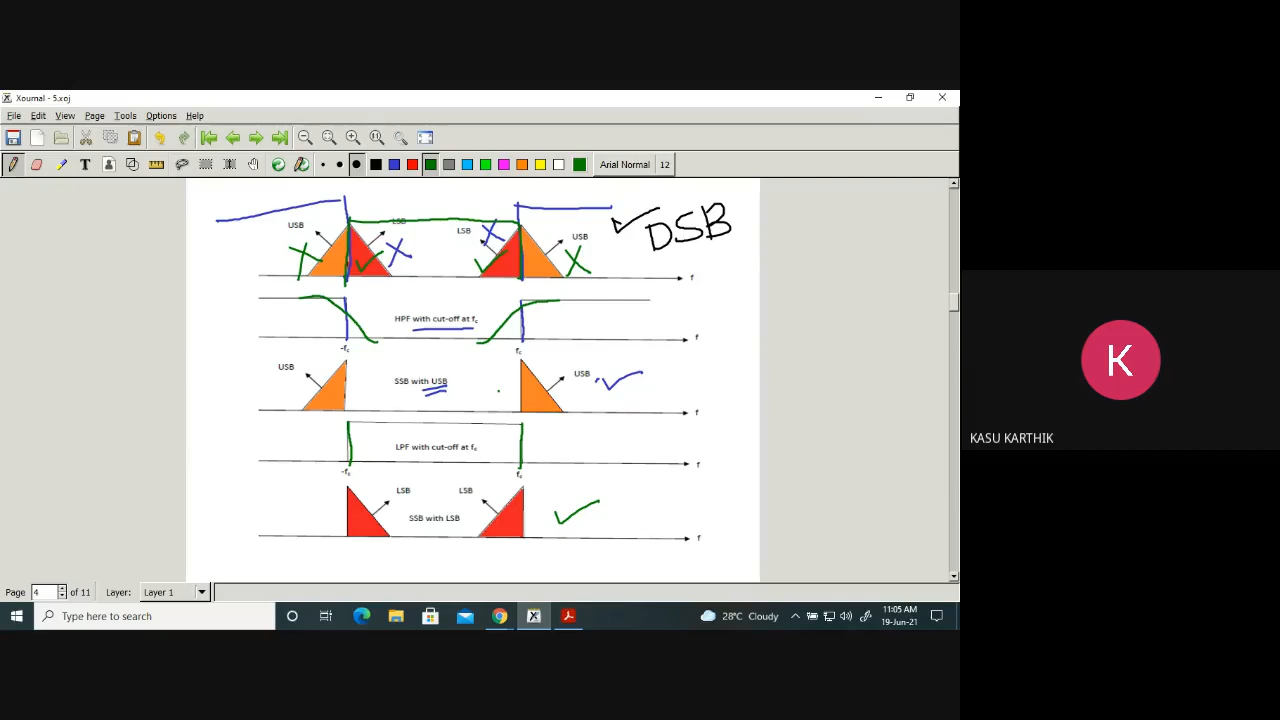 Xournal - 5.xoj
File Edit View Page Tools Options Help
T
Arial Normal 12
DSB
USB LSB LSB USB
f
HPF with cut-off at fc
-fc fc
f
USB SSB with USB USB
f
LPF with cut-off at fc
-fc fc
f
LSB LSB
SSB with LSB
f
Page 4 of 11 Layer: Layer 1
Type here to search
28°C Cloudy
11:05 AM
19-Jun-21
K
KASU KARTHIK